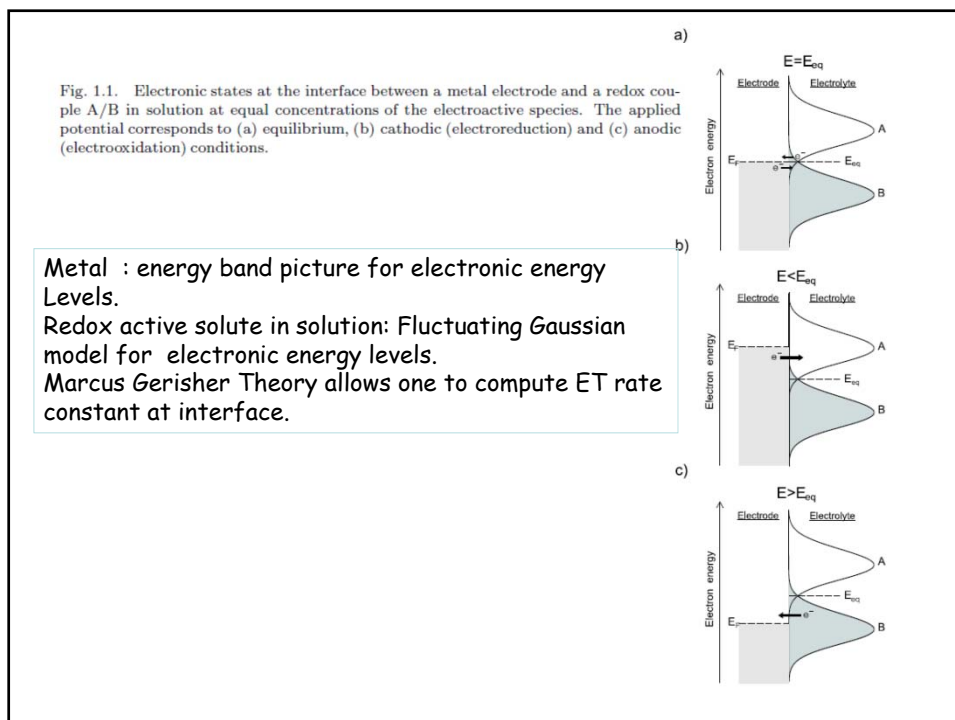 Fig. 1.1. Electronic states at the interface between a metal electrode and a redox cou-
ple A/B in solution at equal concentrations of the electroactive species. The applied
potential corresponds to (a) equilibrium, (b) cathodic (electroreduction) and (c) anodic
(electrooxidation) conditions.
Metal : energy band picture for electronic energy
Levels.
Redox active solute in solution: Fluctuating Gaussian
model for electronic energy levels.
Marcus Gerisher Theory allows one to compute ET rate
constant at interface.
a)
E=Eeq
Electrode Electrolyte
Electron energy
A
EF
e⁻
Eeq
e⁻
B
b)
E<Eeq
Electrode Electrolyte
Electron energy
EF
A
e⁻
Eeq
B
c)
E>Eeq
Electrode Electrolyte
Electron energy
A
Eeq
e⁻
EF
B